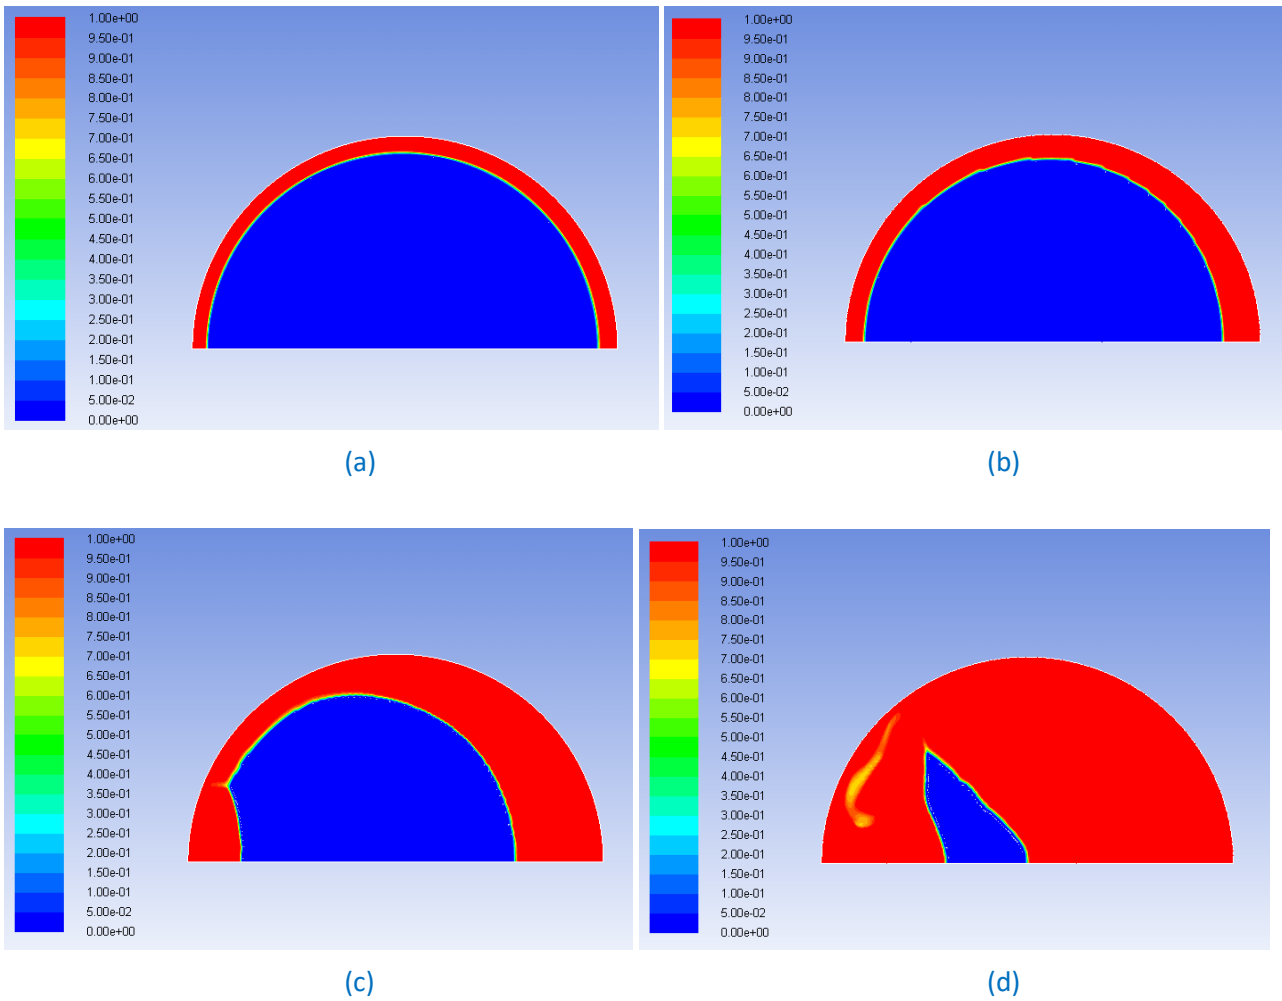 1.00e+00
9.50e-01
9.00e-01
8.50e-01
8.00e-01
7.50e-01
7.00e-01
6.50e-01
6.00e-01
5.50e-01
5.00e-01
4.50e-01
4.00e-01
3.50e-01
3.00e-01
2.50e-01
2.00e-01
1.50e-01
1.00e-01
5.00e-02
0.00e+00
(a)
1.00e+00
9.50e-01
9.00e-01
8.50e-01
8.00e-01
7.50e-01
7.00e-01
6.50e-01
6.00e-01
5.50e-01
5.00e-01
4.50e-01
4.00e-01
3.50e-01
3.00e-01
2.50e-01
2.00e-01
1.50e-01
1.00e-01
5.00e-02
0.00e+00
(b)
1.00e+00
9.50e-01
9.00e-01
8.50e-01
8.00e-01
7.50e-01
7.00e-01
6.50e-01
6.00e-01
5.50e-01
5.00e-01
4.50e-01
4.00e-01
3.50e-01
3.00e-01
2.50e-01
2.00e-01
1.50e-01
1.00e-01
5.00e-02
0.00e+00
(c)
1.00e+00
9.50e-01
9.00e-01
8.50e-01
8.00e-01
7.50e-01
7.00e-01
6.50e-01
6.00e-01
5.50e-01
5.00e-01
4.50e-01
4.00e-01
3.50e-01
3.00e-01
2.50e-01
2.00e-01
1.50e-01
1.00e-01
5.00e-02
0.00e+00
(d)